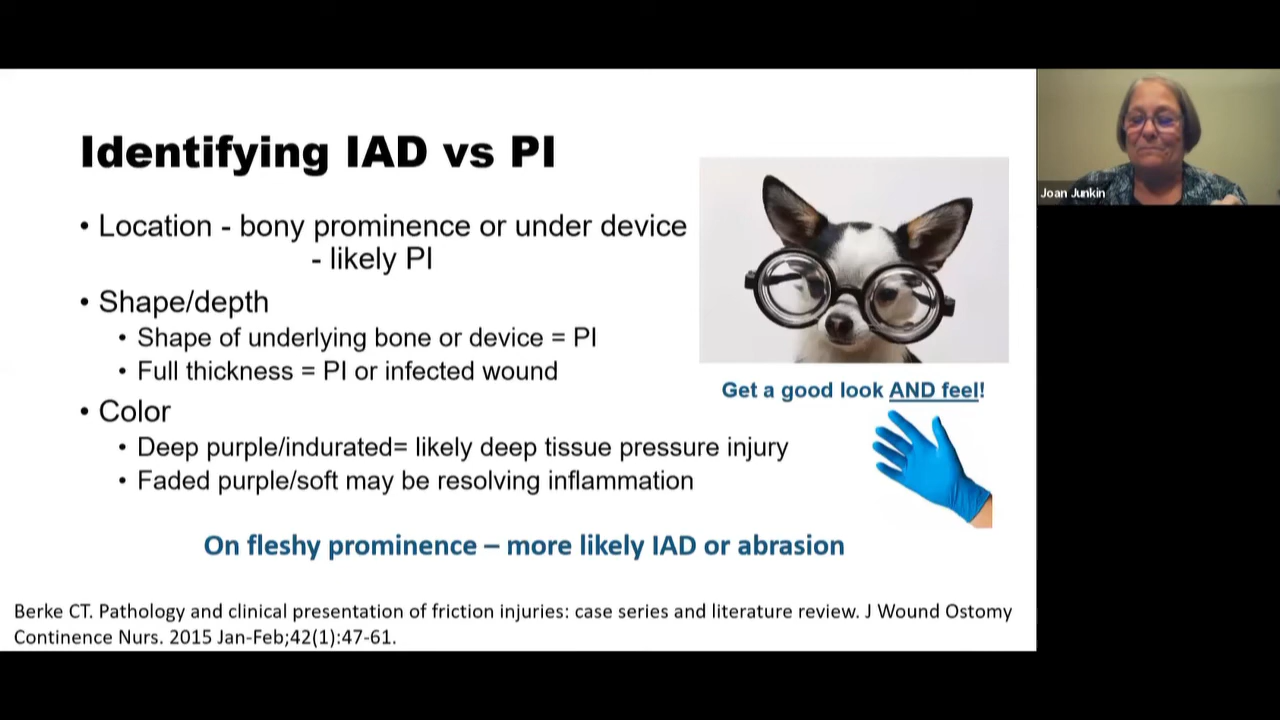 Identifying IAD vs PI
• Location - bony prominence or under device
- likely PI
• Shape/depth
• Shape of underlying bone or device = PI
• Full thickness = PI or infected wound
• Color
• Deep purple/indurated= likely deep tissue pressure injury
• Faded purple/soft may be resolving inflammation
Get a good look AND feel!
On fleshy prominence – more likely IAD or abrasion
Berke CT. Pathology and clinical presentation of friction injuries: case series and literature review. J Wound Ostomy
Continence Nurs. 2015 Jan-Feb;42(1):47-61.
Joan Junkin